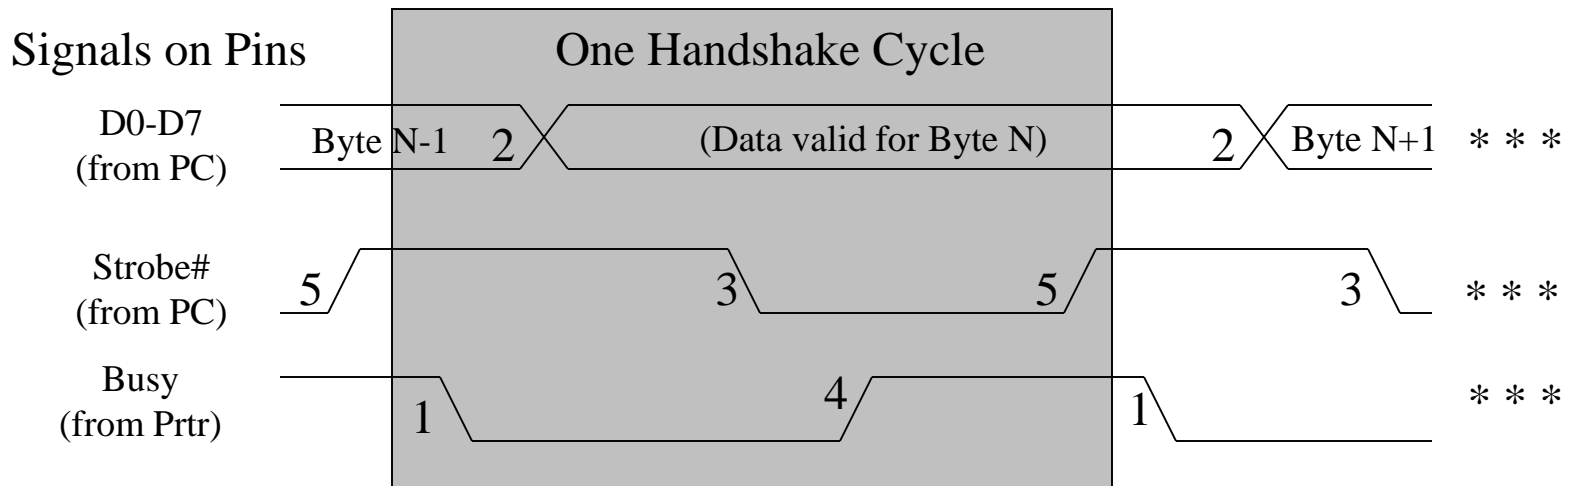 Signals on Pins
One Handshake Cycle
D0-D7
(from PC)
Byte N-1
2
(Data valid for Byte N)
2
Byte N+1
* * *
Strobe#
(from PC)
5
3
5
3
* * *
Busy
(from Prtr)
1
4
1
* * *